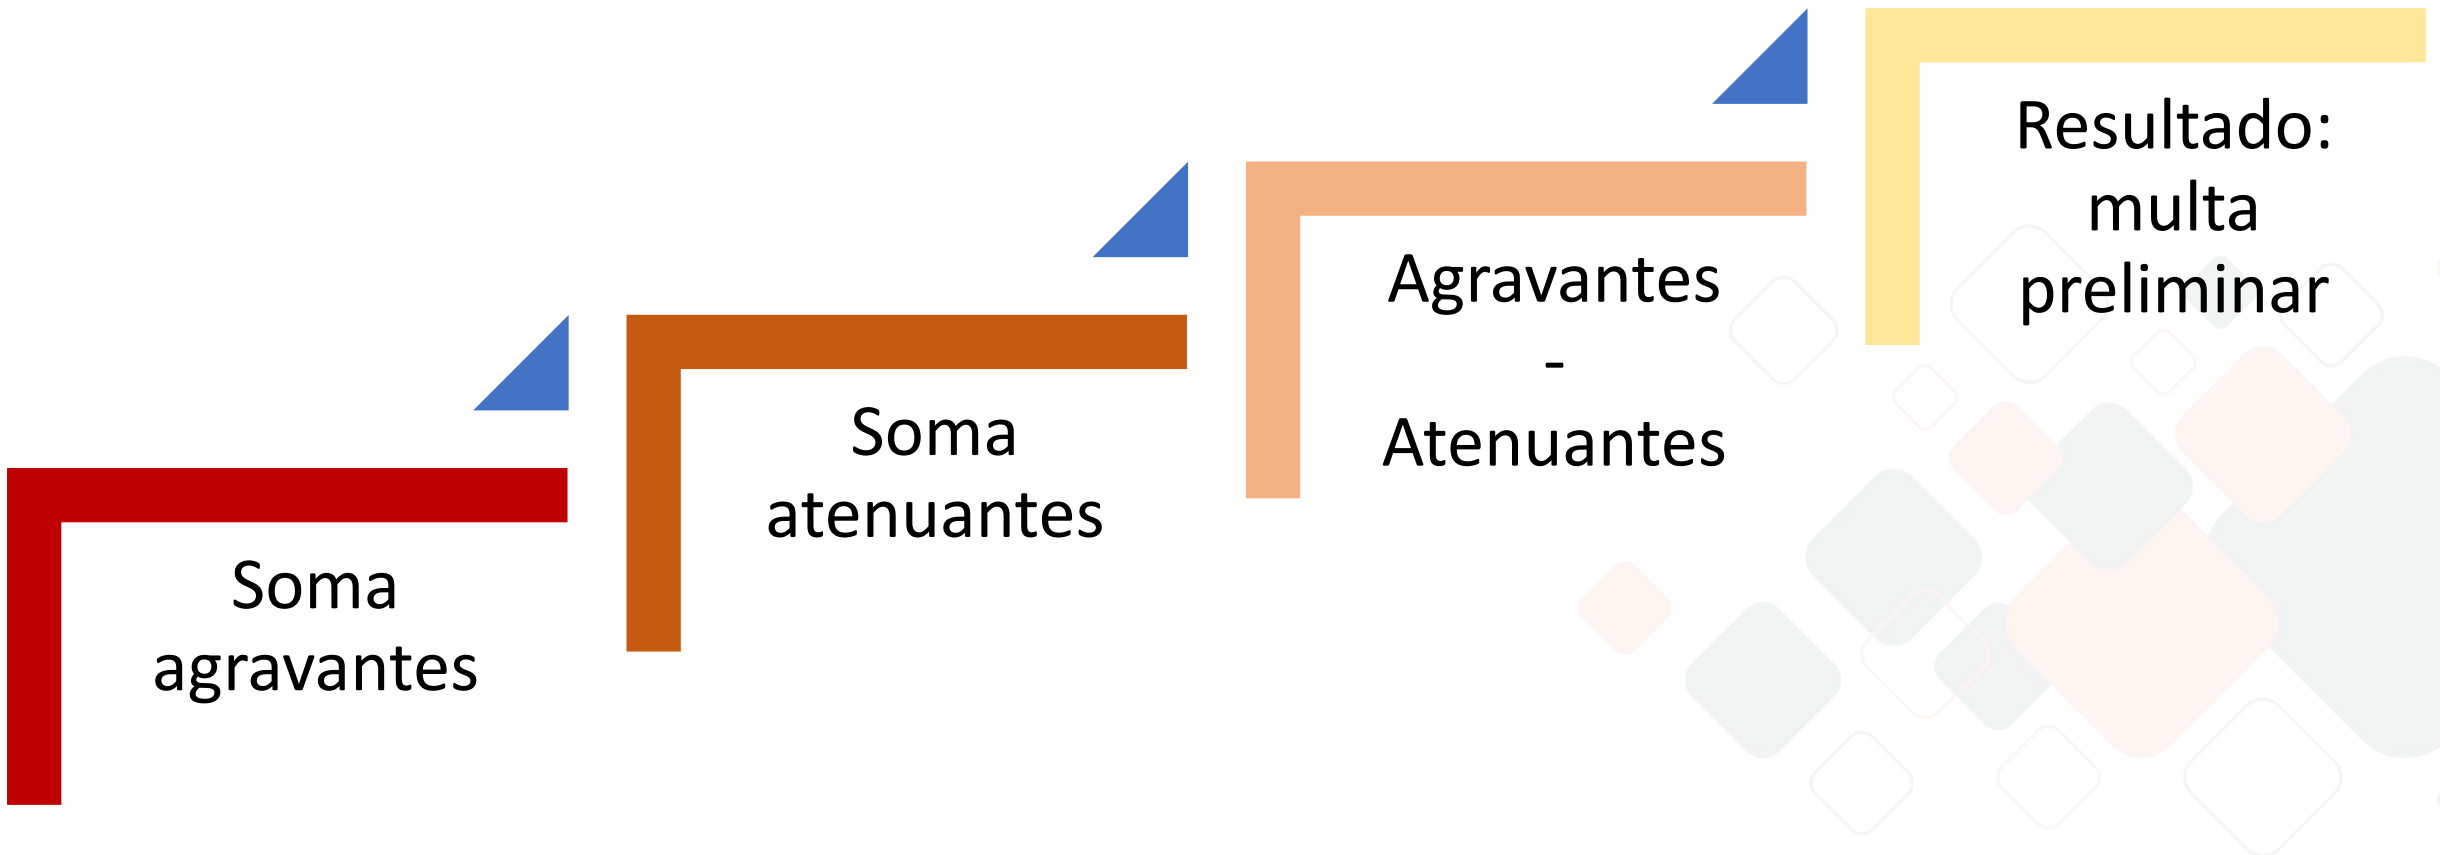 Soma
agravantes
Soma
atenuantes
Agravantes
-
Atenuantes
Resultado:
multa
preliminar